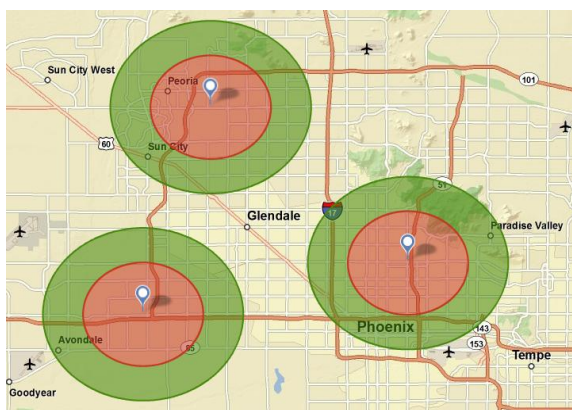 Sun City West
Peoria
101
60
Sun City
51
Glendale
17
Paradise Valley
Phoenix
143
Avondale
153
Tempe
Goodyear